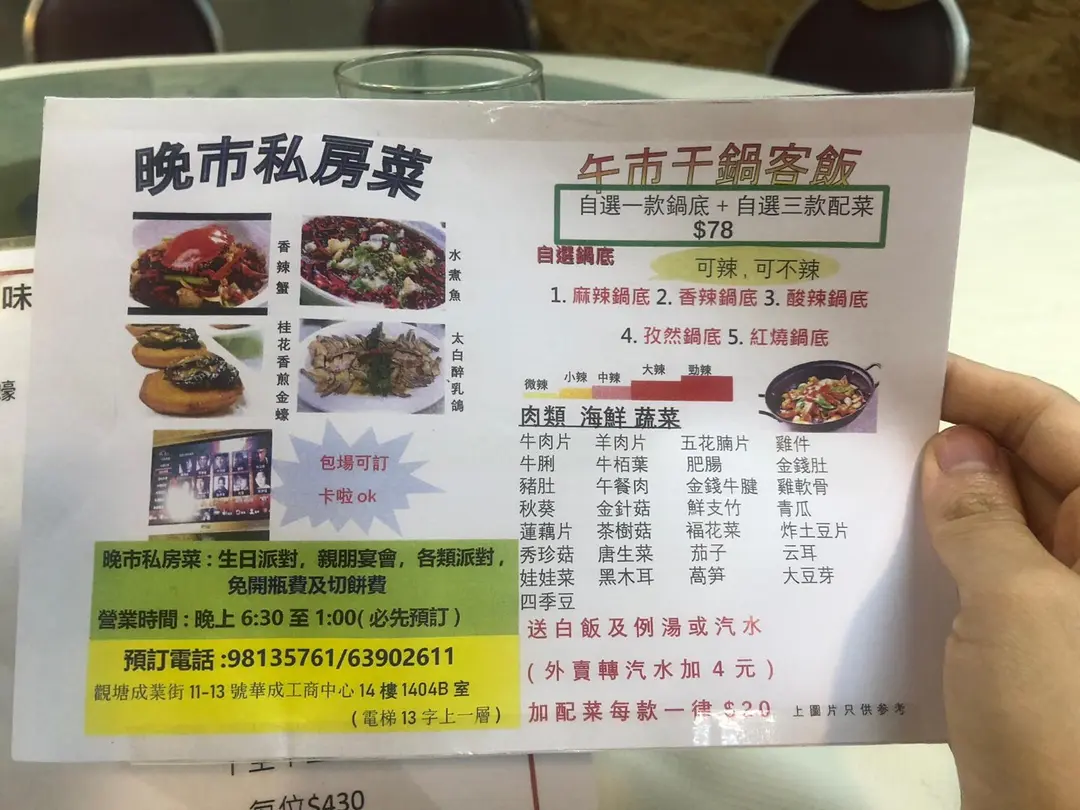 晚市私房菜
香辣蟹
水煮魚
桂花香煎金蠔
太白醉乳鴿
包場可訂
卡啦ok
晚市私房菜 : 生日派對, 親朋宴會, 各類派對,
免開瓶費及切餅費
營業時間 : 晚上 6:30 至 1:00( 必先預訂 )
預訂電話 :98135761/63902611
觀塘成業街 11-13 號華成工商中心 14 樓 1404B 室
( 電梯 13 字上一層 )
午市干鍋客飯
自選一款鍋底 + 自選三款配菜
$78
自選鍋底
可辣 , 可不辣
1. 麻辣鍋底 2. 香辣鍋底 3. 酸辣鍋底
4. 孜然鍋底 5. 紅燒鍋底
微辣 小辣 中辣 大辣 勁辣
肉類 海鮮 蔬菜
牛肉片 羊肉片 五花腩片 雞件
牛脷 牛栢葉 肥腸 金錢肚
豬肚 午餐肉 金錢牛腱 雞軟骨
秋葵 金針菇 鮮支竹 青瓜
蓮藕片 茶樹菇 福花菜 炸土豆片
秀珍菇 唐生菜 茄子 云耳
娃娃菜 黑木耳 萵笋 大豆芽
四季豆
送白飯及例湯或汽水
( 外賣轉汽水加 4 元 )
加配菜每款一律 $20
上圖片只供參考
味
蠔
每位$430